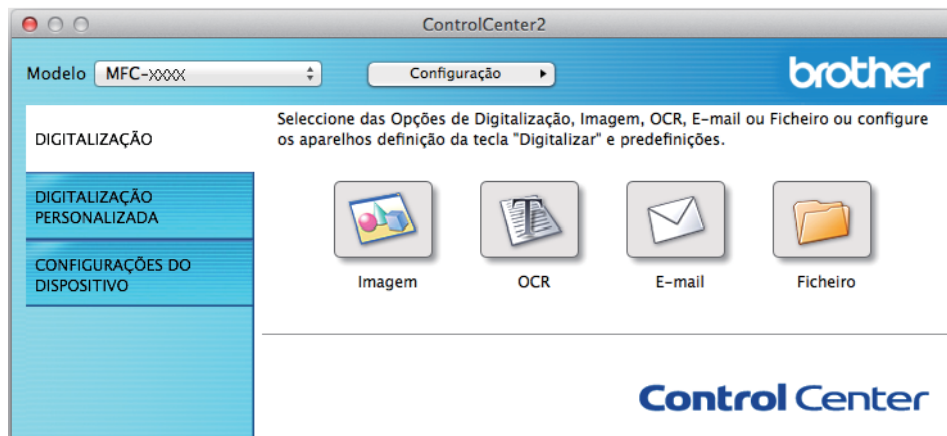 ControlCenter2
Modelo MFC-XXXX Configuração brother
DIGITALIZAÇÃO
Seleccione das Opções de Digitalização, Imagem, OCR, E-mail ou Ficheiro ou configure
os aparelhos definição da tecla "Digitalizar" e predefinições.
DIGITALIZAÇÃO
PERSONALIZADA
CONFIGURAÇÕES DO
DISPOSITIVO
Imagem OCR E-mail Ficheiro
Control Center